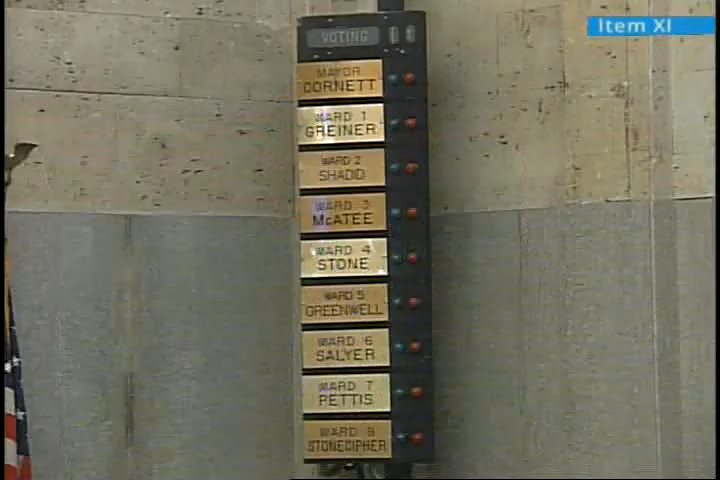 Item XI
VOTING
MAYOR
CORNETT
WARD 1
GREINER
WARD 2
SHADID
WARD 3
McATEE
WARD 4
STONE
WARD 5
GREENWELL
WARD 6
SALYER
WARD 7
PETTIS
WARD 8
STONECIPHER